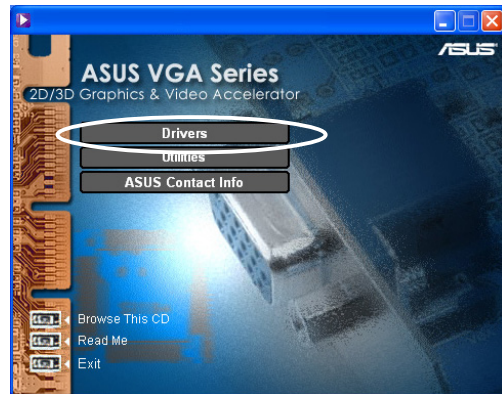 ASUS
ASUS VGA Series
2D/3D Graphics & Video Accelerator
Drivers
Utilities
ASUS Contact Info
Browse This CD
Read Me
Exit